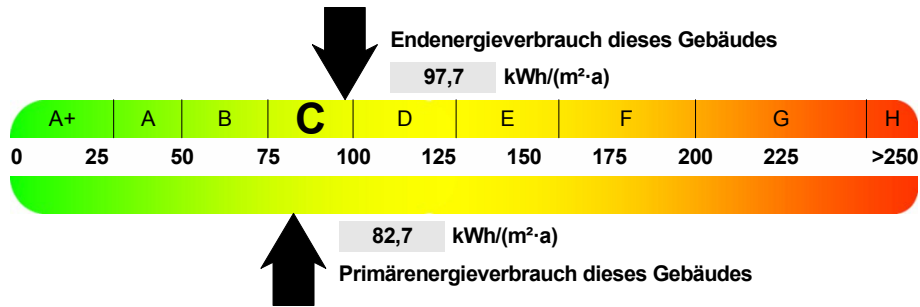 Endenergieverbrauch dieses Gebäudes
97,7 kWh/(m²·a)
A+ A B C D E F G H
0 25 50 75 100 125 150 175 200 225 >250
82,7 kWh/(m²·a)
Primärenergieverbrauch dieses Gebäudes